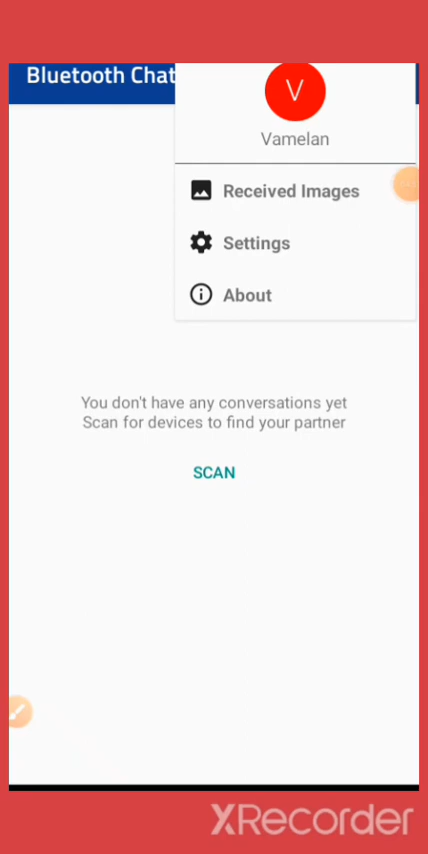 Bluetooth Chat
V
Vamelan
Received Images
Settings
About
You don't have any conversations yet
Scan for devices to find your partner
SCAN
XRecorder